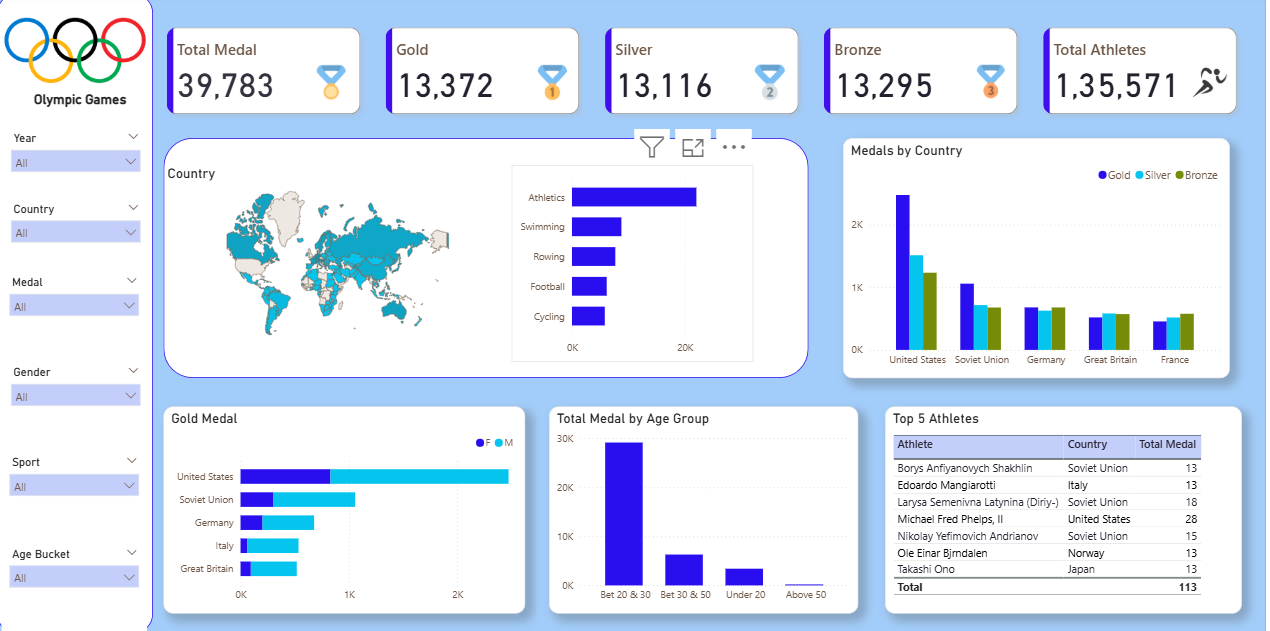 Olympic Games
Year
All
Country
All
Medal
All
Gender
All
Sport
All
Age Bucket
All
Total Medal
39,783
Gold
13,372
1
Silver
13,116
2
Bronze
13,295
3
Total Athletes
1,35,571
Country
Athletics
Swimming
Rowing
Football
Cycling
0K 20K
Medals by Country
Gold Silver Bronze
2K
1K
0K
United States Soviet Union Germany Great Britain France
Gold Medal
F M
United States
Soviet Union
Germany
Italy
Great Britain
0K 1K 2K
Total Medal by Age Group
30K
20K
10K
0K
Bet 20 & 30 Bet 30 & 50 Under 20 Above 50
Top 5 Athletes
Athlete Country Total Medal
Borys Anfiyanovych Shakhlin Soviet Union 13
Edoardo Mangiarotti Italy 13
Larysa Semenivna Latynina (Diriy-) Soviet Union 18
Michael Fred Phelps, II United States 28
Nikolay Yefimovich Andrianov Soviet Union 15
Ole Einar Bjrndalen Norway 13
Takashi Ono Japan 13
Total 113